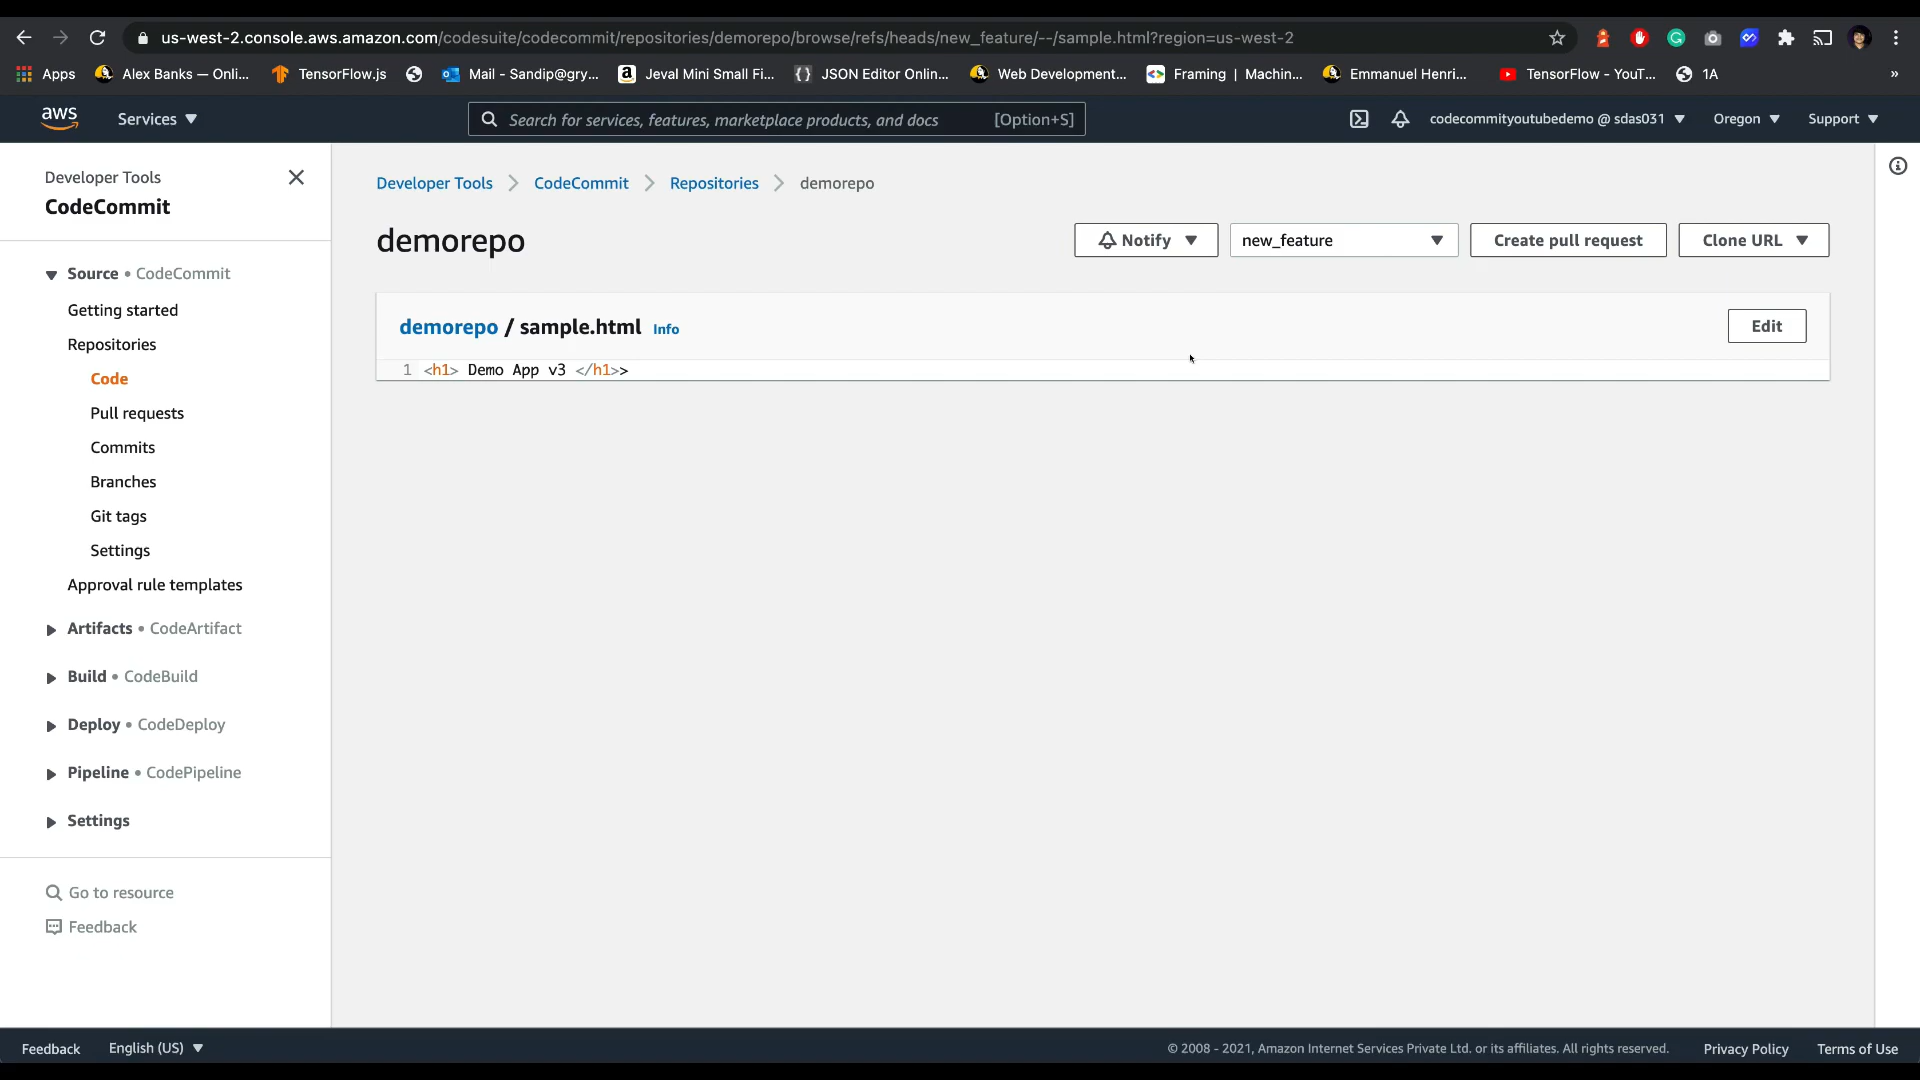 us-west-2.console.aws.amazon.com/codesuite/codecommit/repositories/demorepo/browse/refs/heads/new_feature/--/sample.html?region=us-west-2
Apps Alex Banks — Onli... TensorFlow.js Mail - Sandip@gry... Jeval Mini Small Fi... JSON Editor Onlin... Web Development... Framing | Machin... Emmanuel Henri... TensorFlow - YouT... 1A »
aws Services Search for services, features, marketplace products, and docs [Option+S] codecommityoutubedemo @ sdas031 Oregon Support
Developer Tools
CodeCommit
Source • CodeCommit
Getting started
Repositories
Code
Pull requests
Commits
Branches
Git tags
Settings
Approval rule templates
Artifacts • CodeArtifact
Build • CodeBuild
Deploy • CodeDeploy
Pipeline • CodePipeline
Settings
Go to resource
Feedback
Developer Tools > CodeCommit > Repositories > demorepo
demorepo
Notify new_feature Create pull request Clone URL
demorepo / sample.html Info Edit
1 <h1> Demo App v3 </h1>>
Feedback English (US) © 2008 - 2021, Amazon Internet Services Private Ltd. or its affiliates. All rights reserved. Privacy Policy Terms of Use